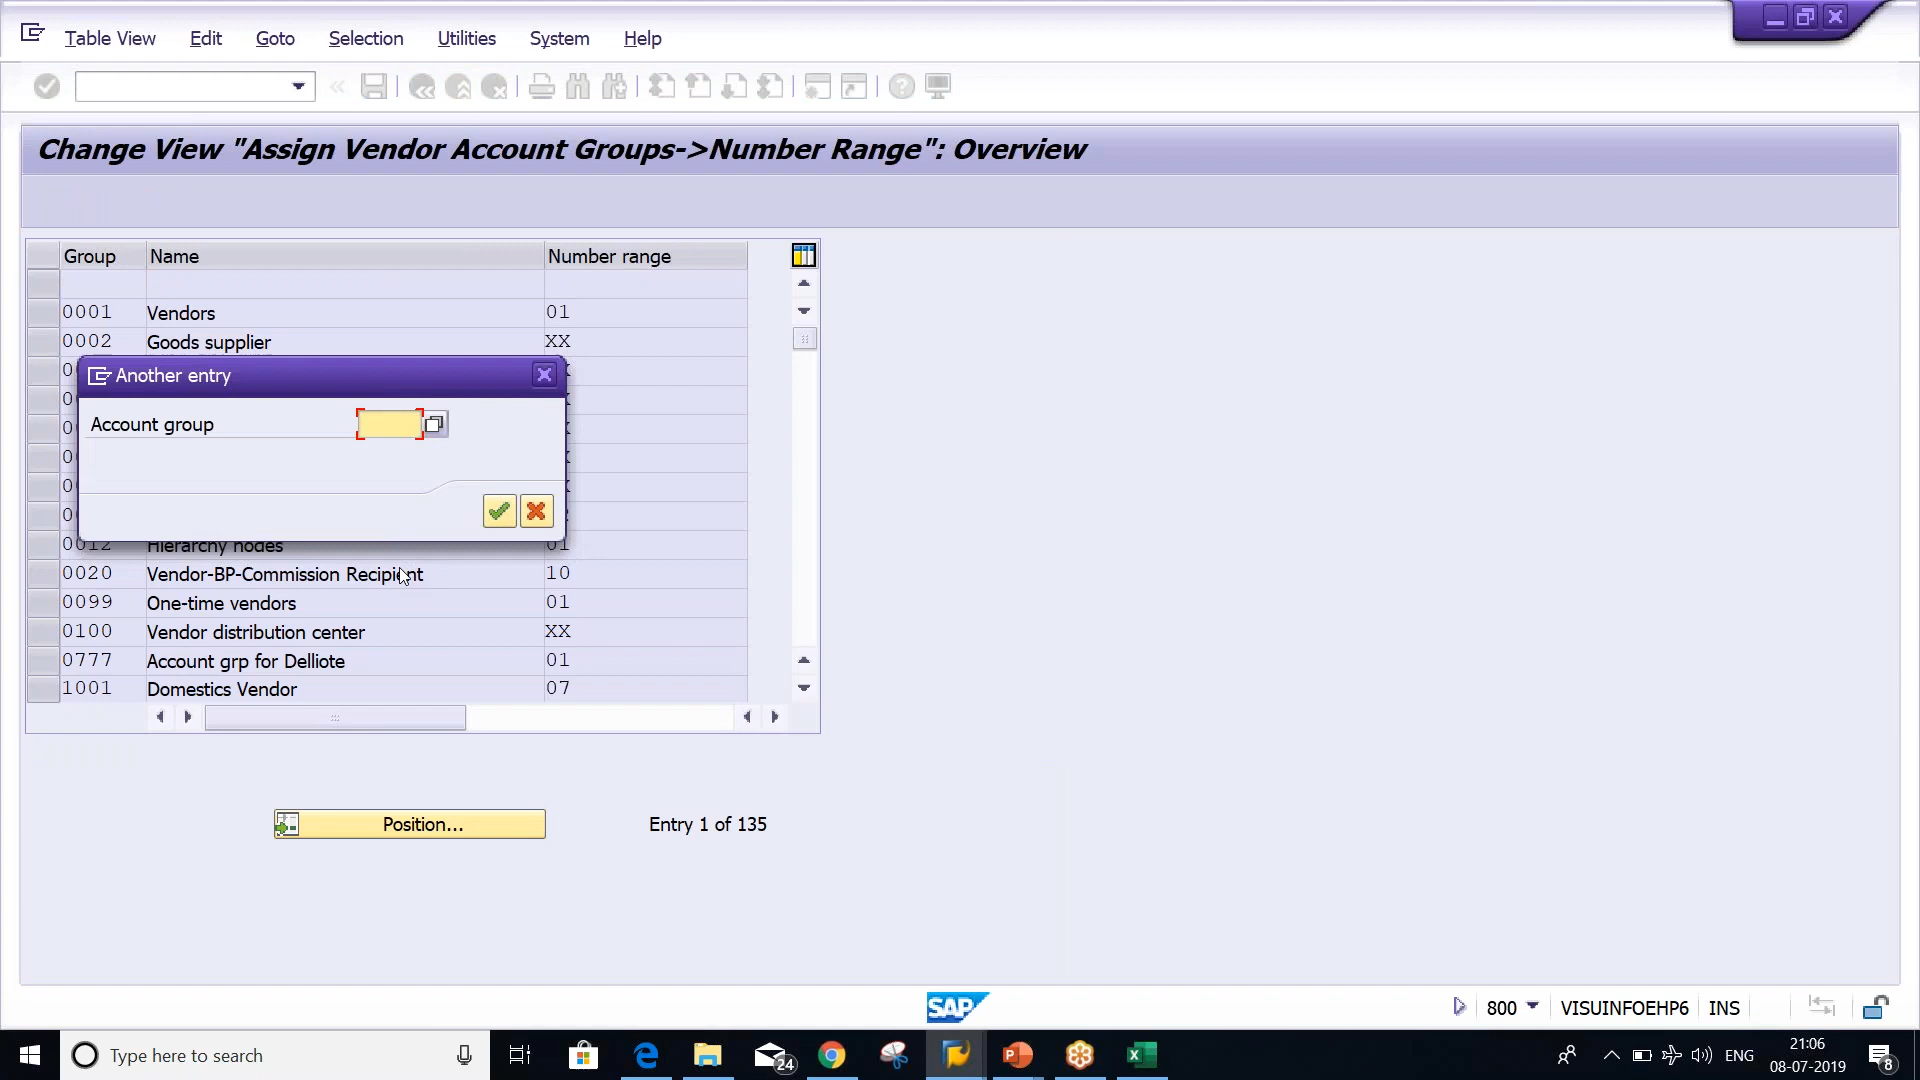 Table View Edit Goto Selection Utilities System Help
Change View "Assign Vendor Account Groups->Number Range": Overview
Group Name Number range
0001 Vendors 01
0002 Goods supplier XX
Another entry
Account group
0012 Hierarchy nodes 01
0020 Vendor-BP-Commission Recipient 10
0099 One-time vendors 01
0100 Vendor distribution center XX
0777 Account grp for Delliote 01
1001 Domestics Vendor 07
Position... Entry 1 of 135
SAP 800 VISUINFOEHP6 INS
Type here to search 24 ENG 21:06
08-07-2019 8